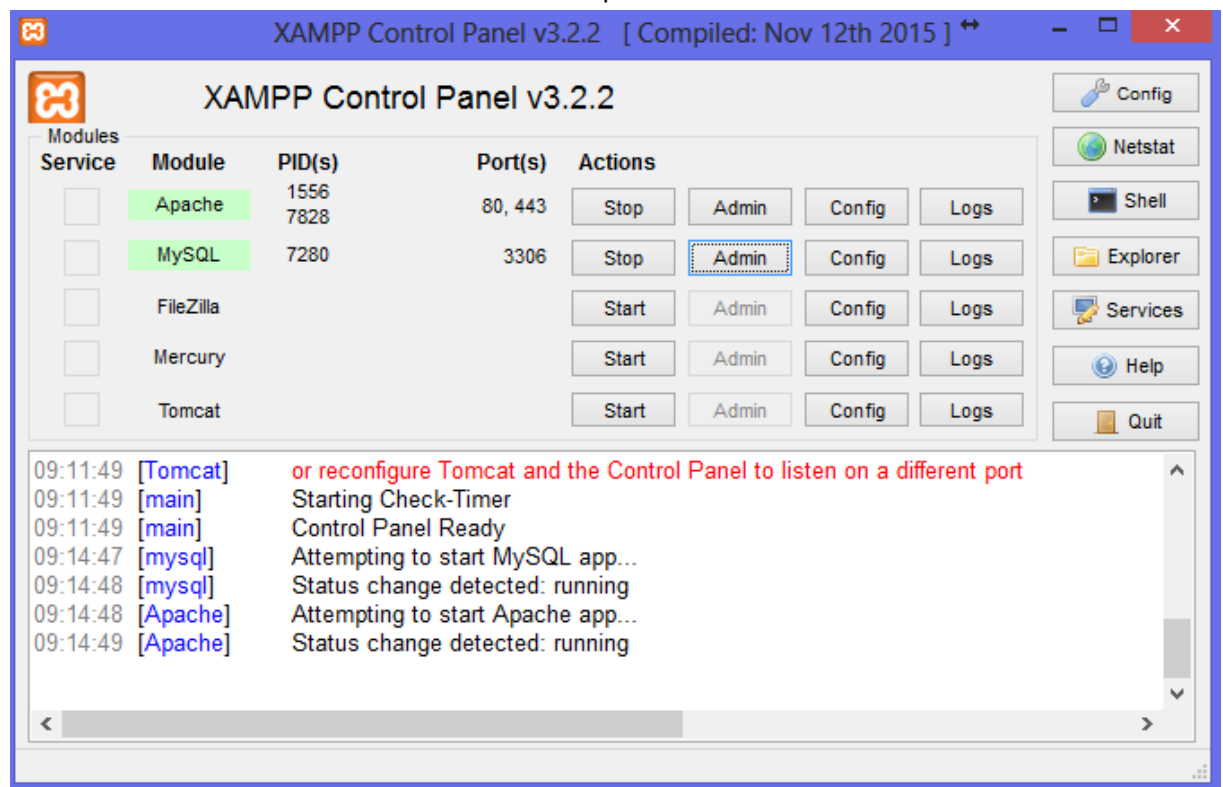 XAMPP Control Panel v3.2.2 [ Compiled: Nov 12th 2015 ]
XAMPP Control Panel v3.2.2
Config
Modules
Service Module PID(s) Port(s) Actions
Netstat
Apache 1556 7828 80, 443 Stop Admin Config Logs
Shell
MySQL 7280 3306 Stop Admin Config Logs
Explorer
FileZilla Start Admin Config Logs
Services
Mercury Start Admin Config Logs
Help
Tomcat Start Admin Config Logs
Quit
09:11:49 [Tomcat] or reconfigure Tomcat and the Control Panel to listen on a different port
09:11:49 [main] Starting Check-Timer
09:11:49 [main] Control Panel Ready
09:14:47 [mysql] Attempting to start MySQL app...
09:14:48 [mysql] Status change detected: running
09:14:48 [Apache] Attempting to start Apache app...
09:14:49 [Apache] Status change detected: running